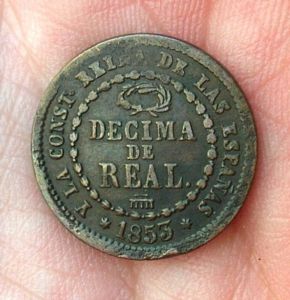 Y LA CONST. REINA DE LAS ESPAÑAS
DECIMA
DE
REAL.
* 1853 *